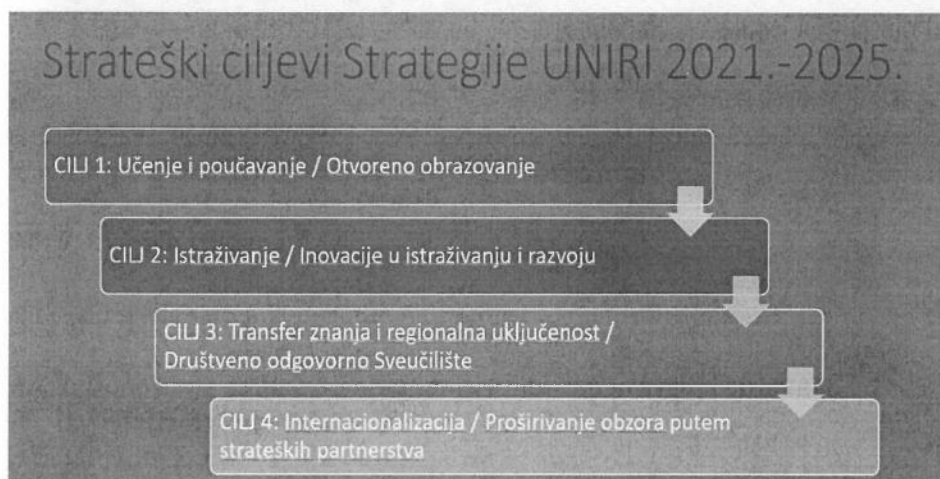 Strateški ciljevi Strategije UNIRI 2021.-2025.
CILJ 1: Učenje i poučavanje / Otvoreno obrazovanje
CILJ 2: Istraživanje / Inovacije u istraživanju i razvoju
CILJ 3: Transfer znanja i regionalna uključenost /
Društveno odgovorno Sveučilište
CILJ 4: Internacionalizacija / Proširivanje obzora putem
strateških partnerstva